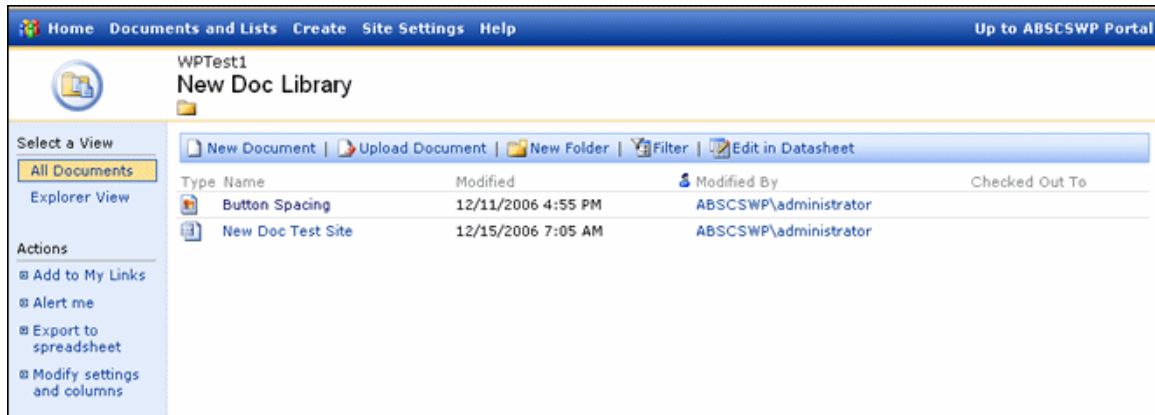 Home Documents and Lists Create Site Settings Help Up to ABSCSWP Portal
WPTest1
New Doc Library
Select a View
All Documents
Explorer View
Actions
Add to My Links
Alert me
Export to
spreadsheet
Modify settings
and columns
New Document | Upload Document | New Folder | Filter | Edit in Datasheet
Type Name Modified Modified By Checked Out To
Button Spacing 12/11/2006 4:55 PM ABSCSWP\administrator
New Doc Test Site 12/15/2006 7:05 AM ABSCSWP\administrator